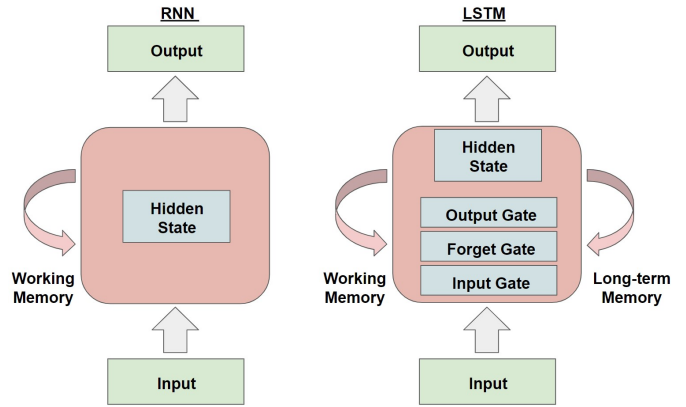 RNN
Output
Hidden
State
Working
Memory
Input
LSTM
Output
Hidden
State
Output Gate
Forget Gate
Input Gate
Working
Memory
Long-term
Memory
Input